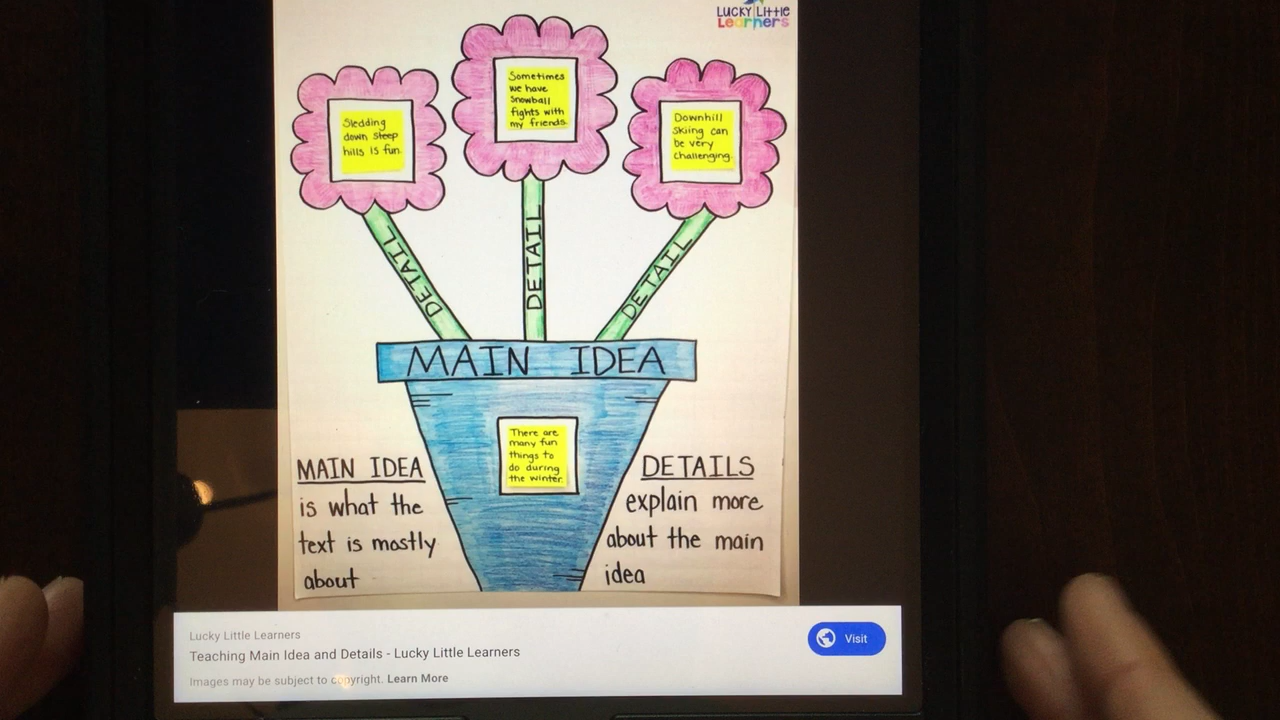 LUCKY LITTLE
LEARNERS
Sometimes
we have
snowball
fights with
my friends.
Sledding
down steep
hills is fun.
Downhill
skiing can
be very
challenging.
DETAIL
DETAIL
DETAIL
MAIN IDEA
There are
many fun
things to
do during
the winter.
MAIN IDEA
is what the
text is mostly
about
DETAILS
explain more
about the main
idea
Lucky Little Learners
Teaching Main Idea and Details - Lucky Little Learners
Images may be subject to copyright. Learn More
Visit